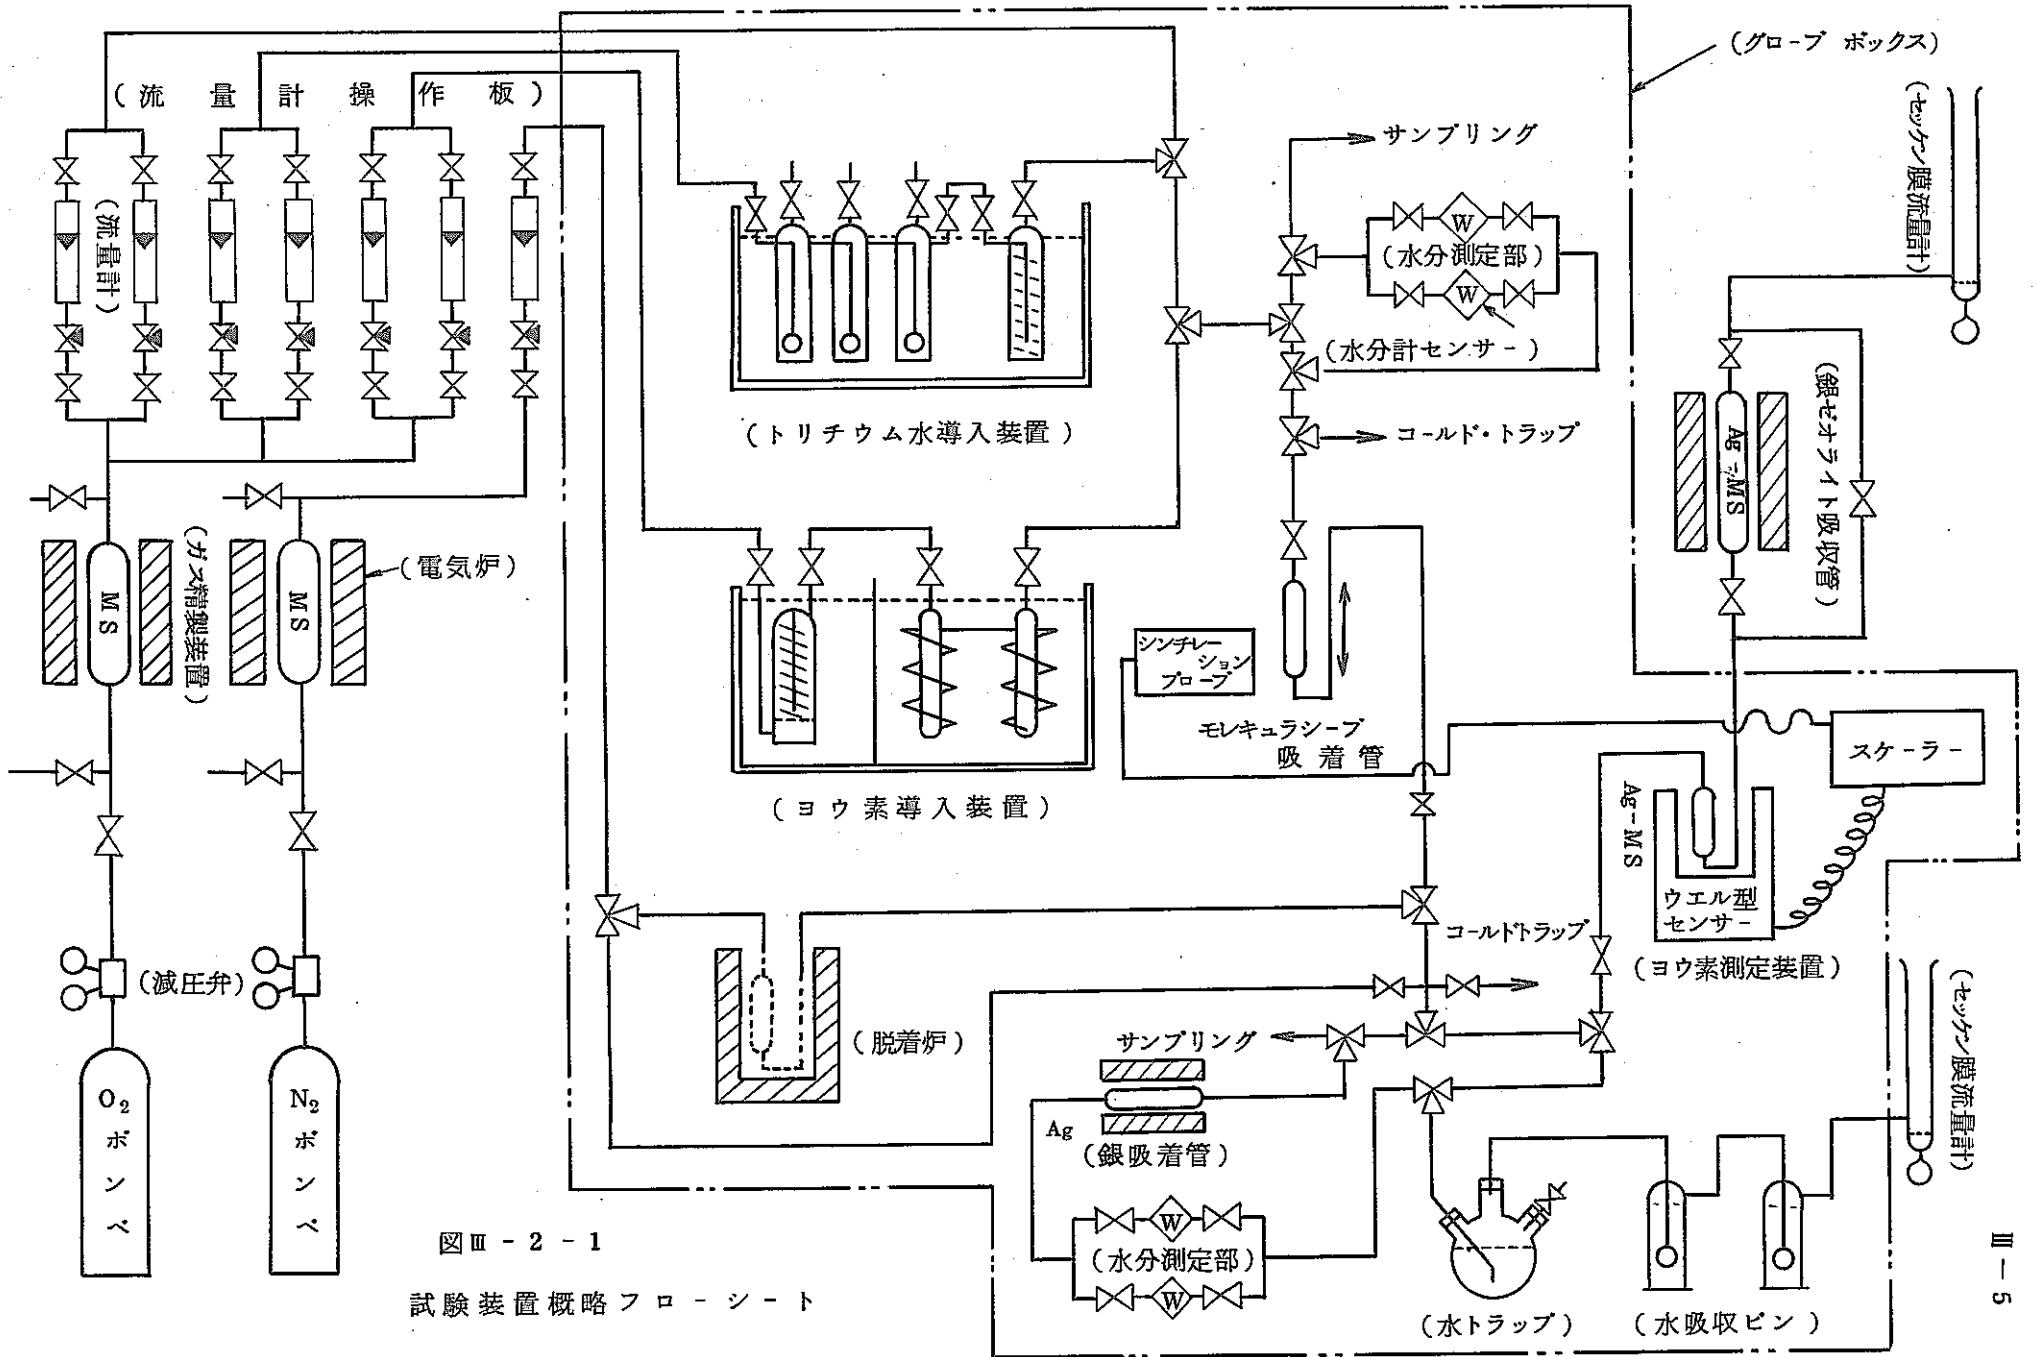 (グローブ ボックス)
(流量計操作板)
(セッケン膜流量計)
サンプリング
(流量計)
W
(水分測定部)
W
(水分計センサー)
(トリチウム水導入装置)
コールド・トラップ
(銀ゼオライト吸収管)
Ag-MS
(ガス精製装置)
(電気炉)
MS
MS
シンチレー
ション
プローブ
モレキュラシーブ
吸着管
スケーラー
(ヨウ素導入装置)
Ag-MS
ウエル型
センサー
コールドトラップ
(ヨウ素測定装置)
(減圧弁)
(脱着炉)
サンプリング
(セッケン膜流量計)
O₂
ボンベ
N₂
ボンベ
Ag
(銀吸着管)
W
(水分測定部)
W
(水トラップ)
(水吸収ビン)
図Ⅲ-2-1
試験装置概略フローシート
Ⅲ-5